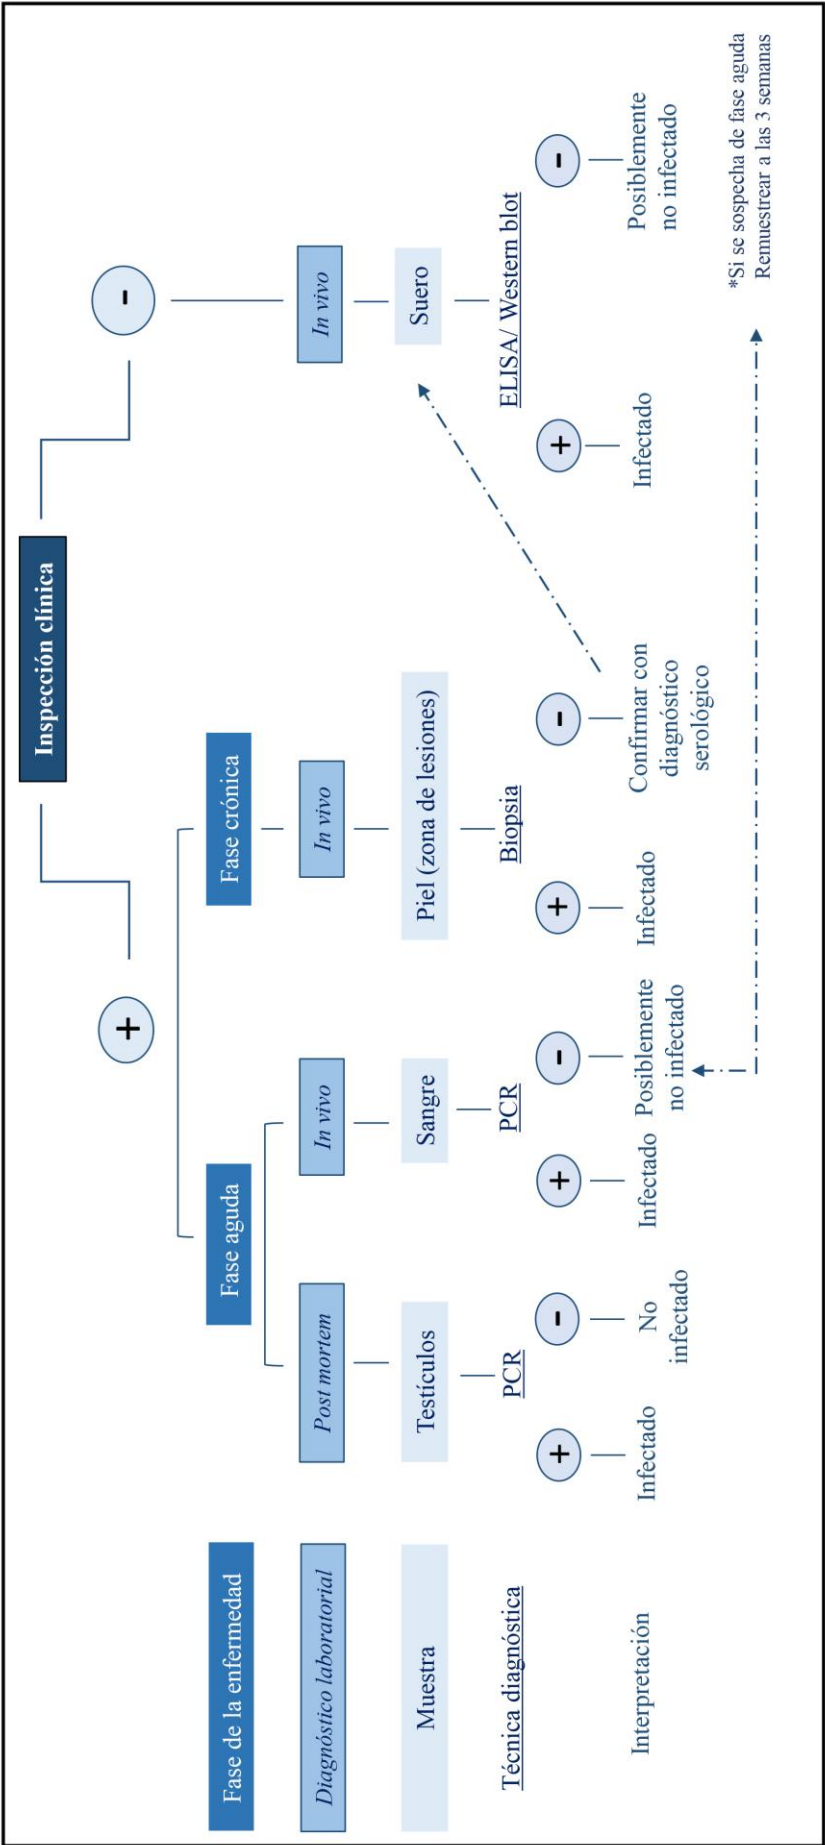 Inspección clínica
+
-
Fase de la enfermedad
Fase aguda
Fase crónica
Diagnóstico laboratorial
Post mortem
In vivo
In vivo
In vivo
Muestra
Testículos
Sangre
Piel (zona de lesiones)
Suero
Técnica diagnóstica
PCR
PCR
Biopsia
ELISA/ Western blot
+
-
+
-
+
-
+
-
Interpretación
Infectado
No
infectado
Infectado
Posiblemente
no infectado
Infectado
Confirmar con
diagnóstico
serológico
Infectado
Posiblemente
no infectado
*Si se sospecha de fase aguda
Remuestrear a las 3 semanas